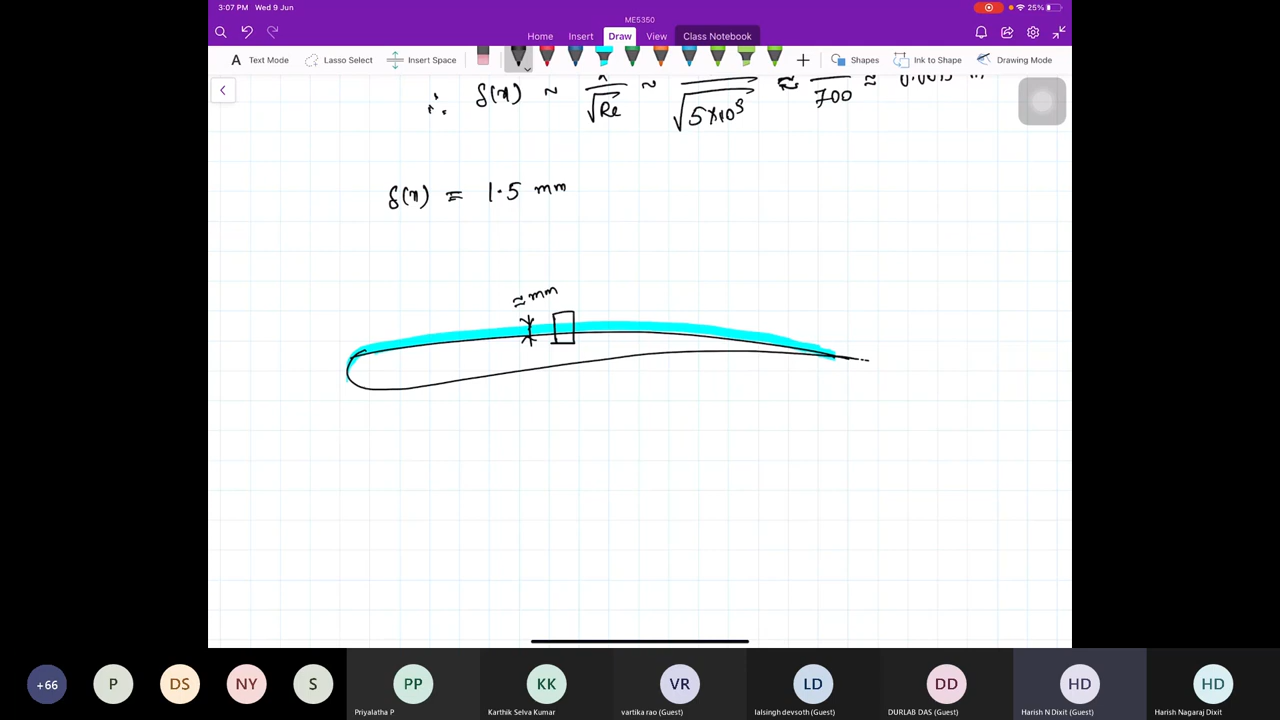 3:07 PM Wed 9 Jun
25%
ME5350
Home Insert Draw View Class Notebook
Text Mode Lasso Select Insert Space Shapes Ink to Shape Drawing Mode
∴ δ(x) ~ x/√Re ~ /√5×10⁵ ≈ /700 ≈
δ(x) = 1.5 mm
≈mm
+66 P DS NY S PP KK VR LD DD HD HD
Priyalatha P Karthik Selva Kumar vartika rao (Guest) lalsingh devsoth (Guest) DURLAB DAS (Guest) Harish N Dixit (Guest) Harish Nagaraj Dixit